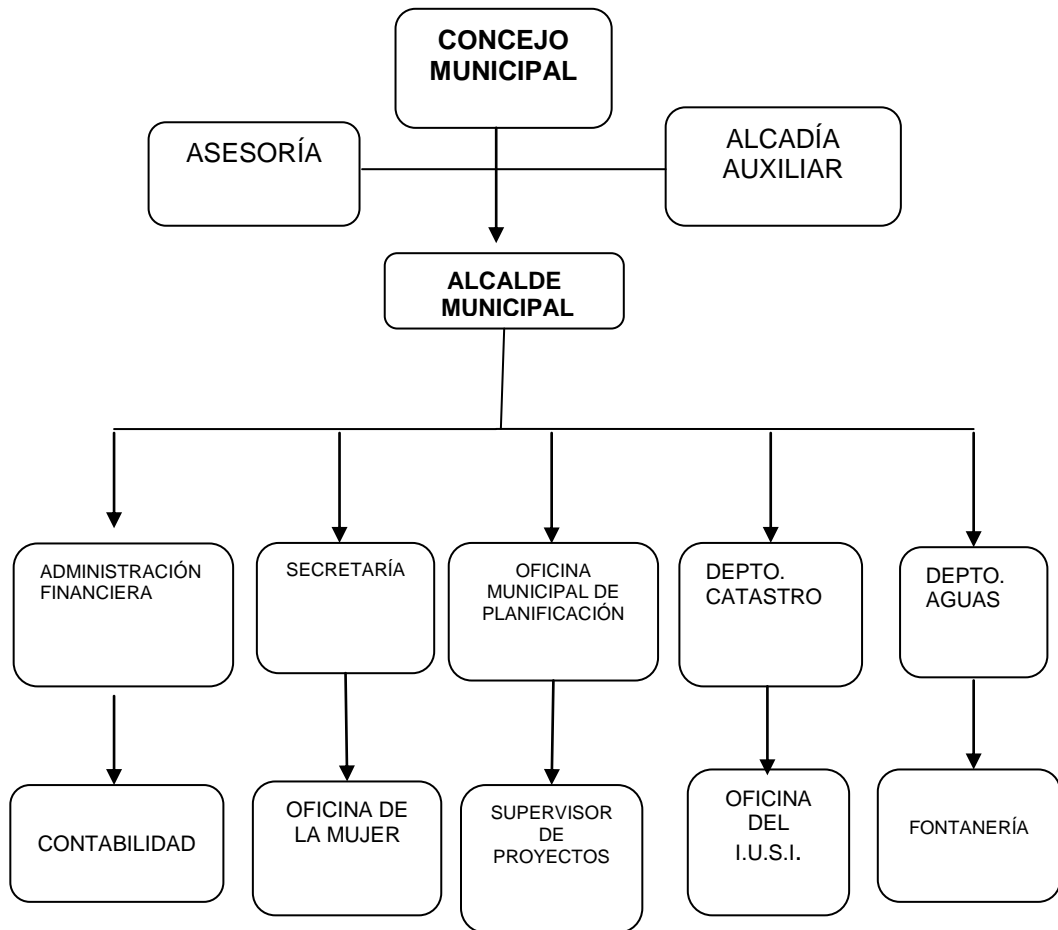 CONCEJO
MUNICIPAL
ASESORÍA
ALCADÍA
AUXILIAR
ALCALDE
MUNICIPAL
ADMINISTRACIÓN
FINANCIERA
SECRETARÍA
OFICINA
MUNICIPAL DE
PLANIFICACIÓN
DEPTO.
CATASTRO
DEPTO.
AGUAS
CONTABILIDAD
OFICINA DE
LA MUJER
SUPERVISOR
DE
PROYECTOS
OFICINA
DEL
I.U.S.I.
FONTANERÍA